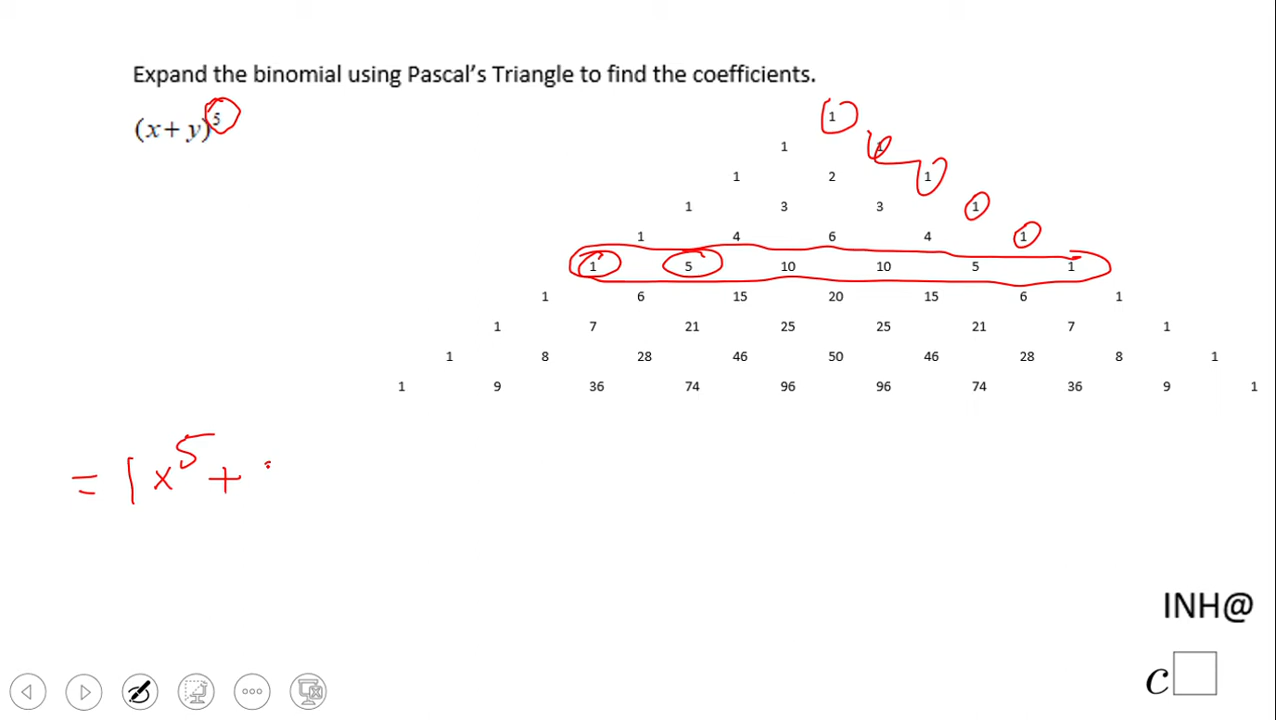 Expand the binomial using Pascal's Triangle to find the coefficients.
(x+ y)⁵
1
1 1
1 2 1
1 3 3 1
1 4 6 4 1
1 5 10 10 5 1
1 6 15 20 15 6 1
1 7 21 25 25 21 7 1
1 8 28 46 50 46 28 8 1
1 9 36 74 96 96 74 36 9 1
= 1x⁵ +
INH@
c